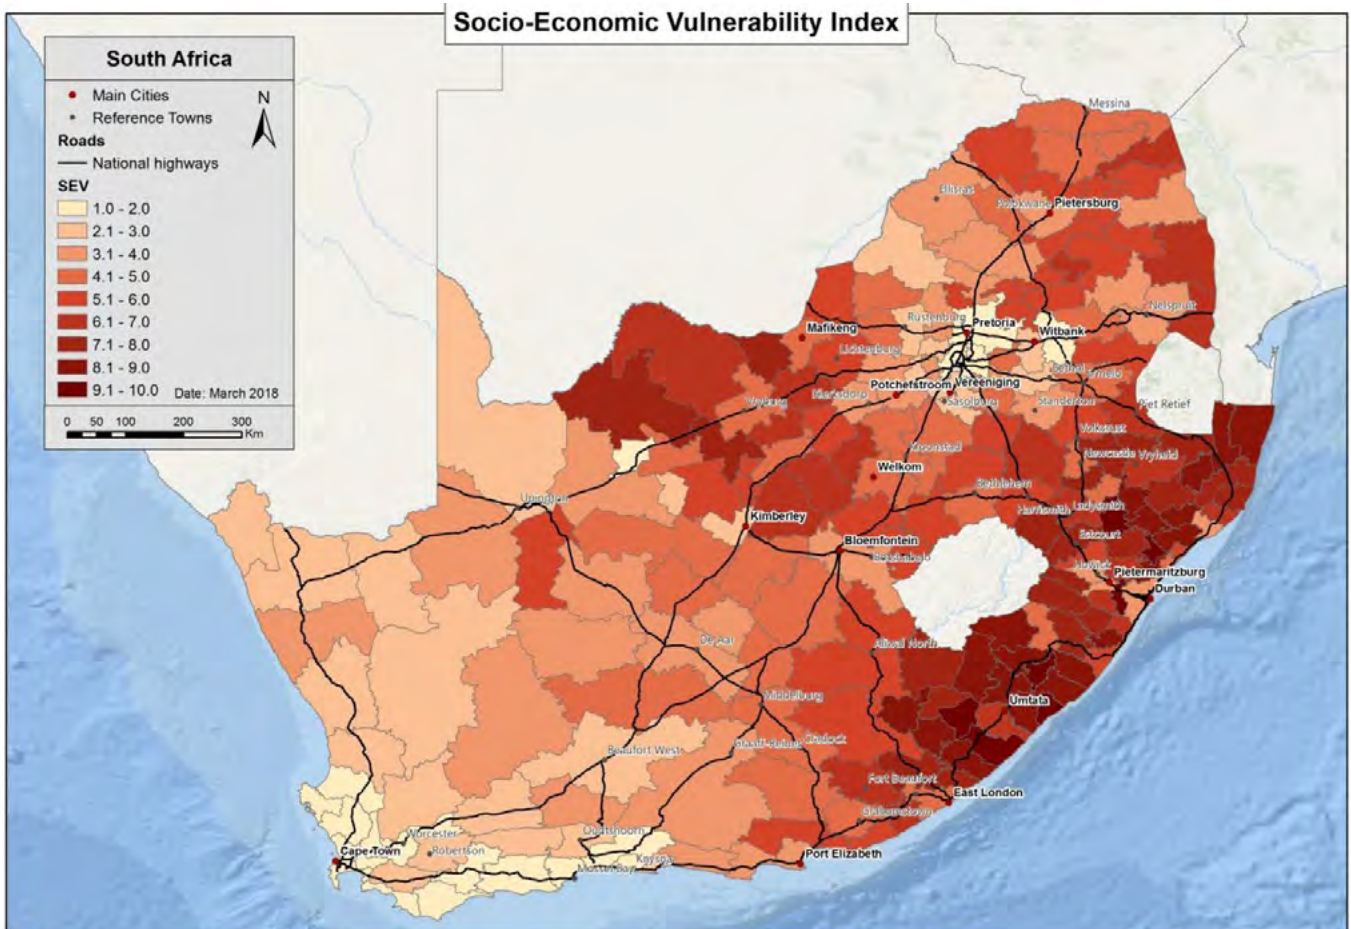 Socio-Economic Vulnerability Index
South Africa
Main Cities
N
Reference Towns
Roads
National highways
SEV
1.0 - 2.0
2.1 - 3.0
3.1 - 4.0
4.1 - 5.0
5.1 - 6.0
6.1 - 7.0
7.1 - 8.0
8.1 - 9.0
9.1 - 10.0
Date: March 2018
0 50 100 200 300
Km
Messina
Ellisras
Polokwane
Pietersburg
Nelspruit
Rustenburg
Pretoria
Mafikeng
Witbank
Lichtenburg
Bethal
Ermelo
Potchefstroom
Vereeniging
Klerksdorp
Sasolburg
Standerton
Vryburg
Piet Retief
Volksrust
Kroonstad
Newcastle
Vryheid
Welkom
Bethlehem
Upington
Harrismith
Ladysmith
Kimberley
Estcourt
Bloemfontein
Botshabelo
Howick
Pietermaritzburg
Durban
De Aar
Aliwal North
Middelburg
Umtata
Beaufort West
Graaff-Reinet
Cradock
Fort Beaufort
East London
Grahamstown
Worcester
Oudtshoorn
Cape Town
Robertson
Knysna
Port Elizabeth
Mossel Bay